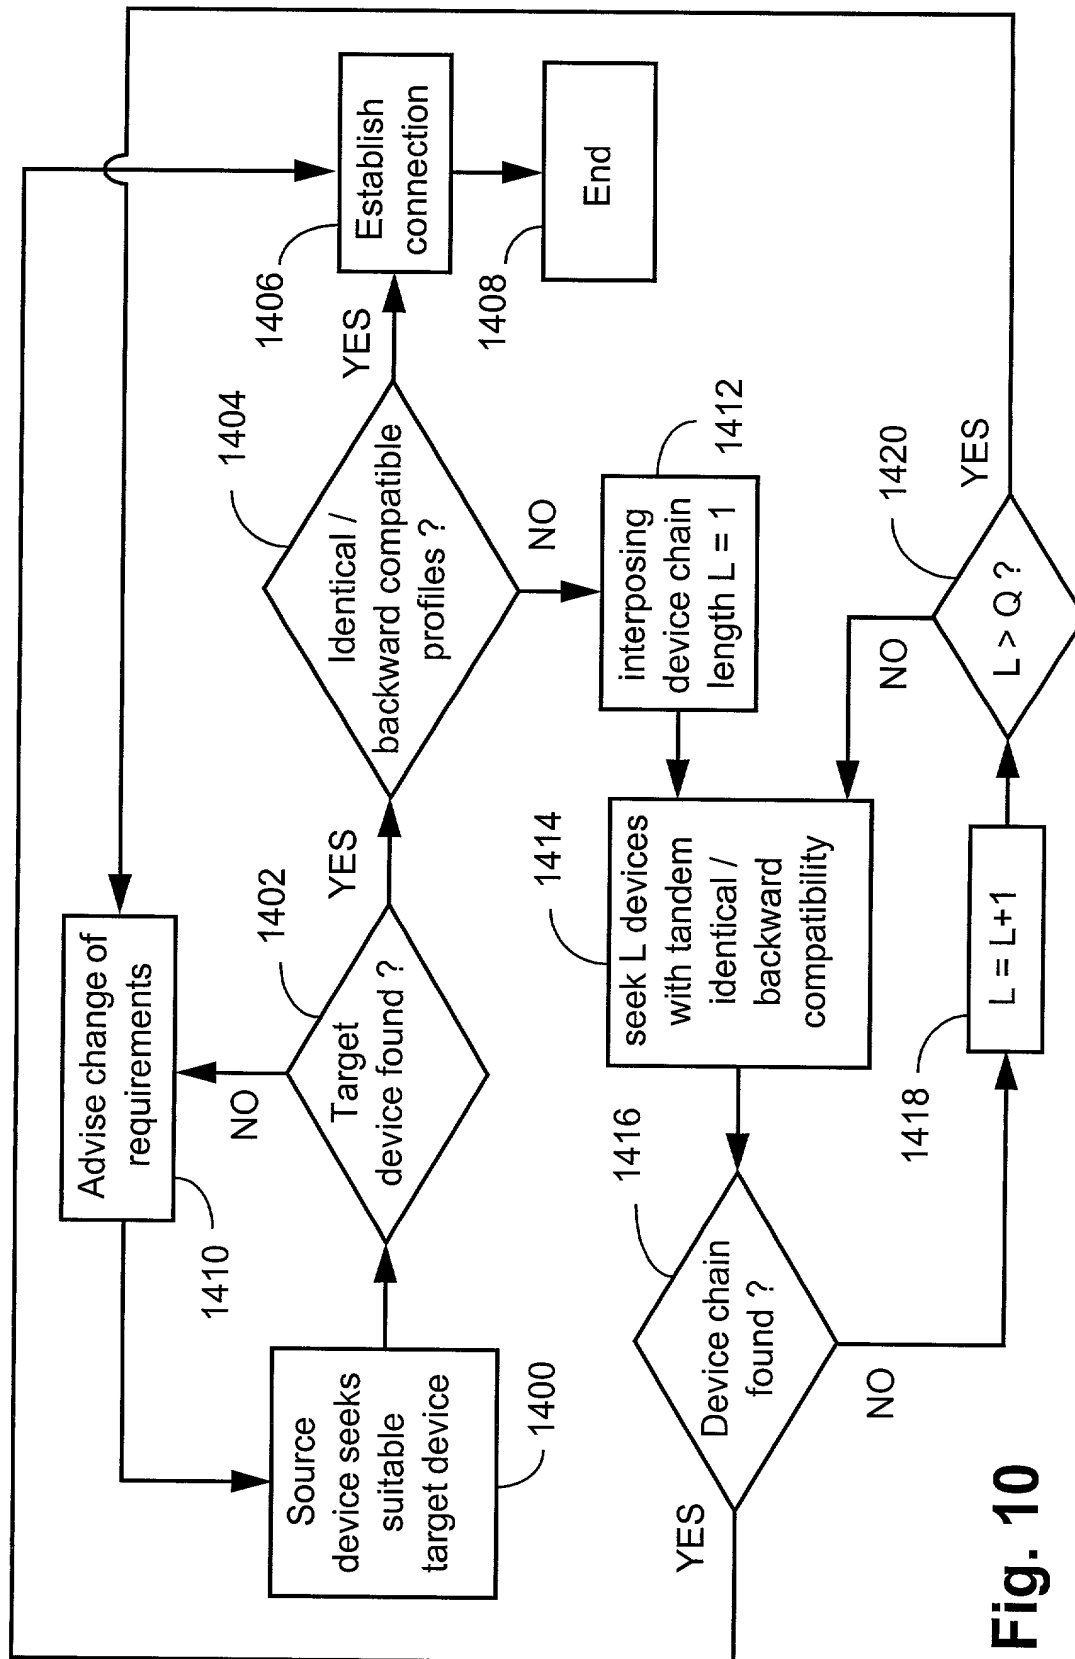 Source
device seeks
suitable
target device
1400
Target
device found ?
1402
YES
NO
Advise change of
requirements
1410
Identical /
backward compatible
profiles ?
1404
YES
NO
Establish
connection
1406
End
1408
interposing
device chain
length L = 1
1412
seek L devices
with tandem
identical /
backward
compatibility
1414
Device chain
found ?
1416
YES
NO
L = L+1
1418
L > Q ?
1420
NO
YES
Fig. 10